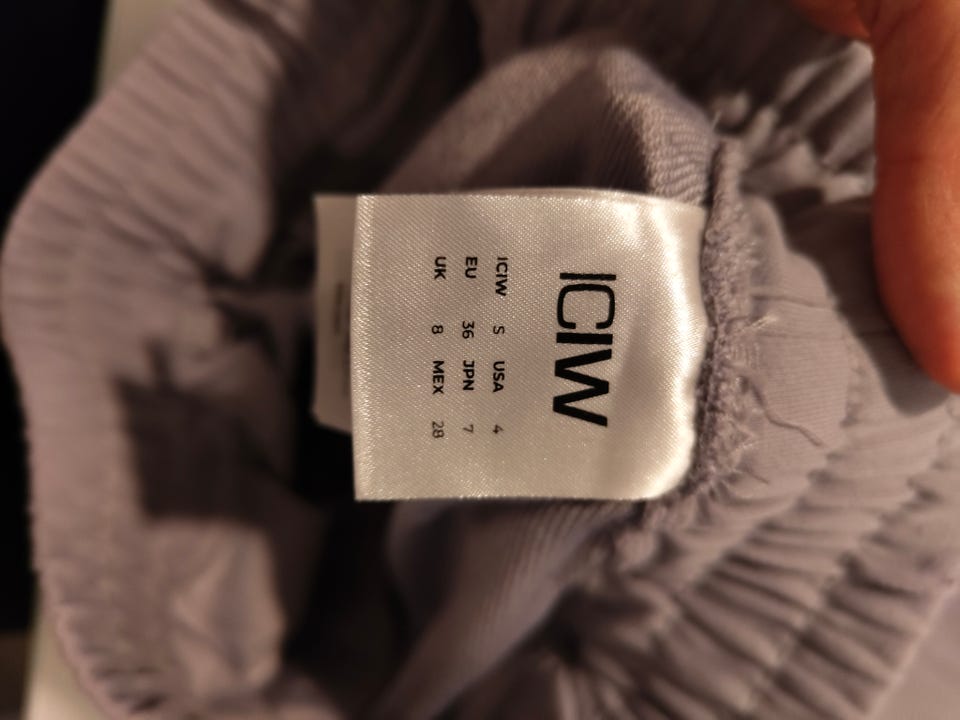 ICIW
ICIW S USA 4
EU 36 JPN 7
UK 8 MEX 28